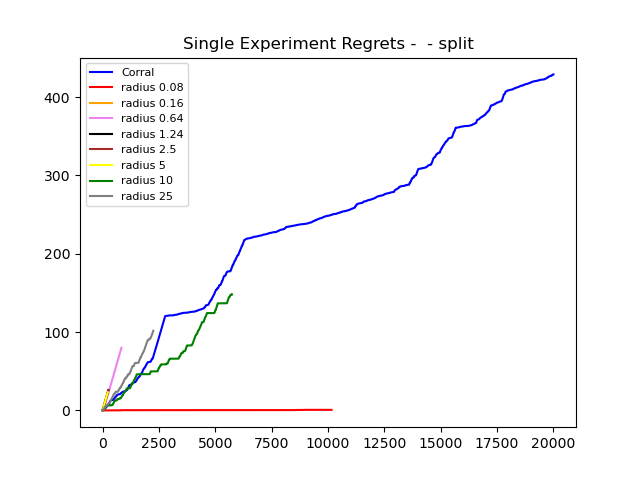 Single Experiment Regrets -  - split
Corral
radius 0.08
radius 0.16
radius 0.64
radius 1.24
radius 2.5
radius 5
radius 10
radius 25
400
300
200
100
0
0 2500 5000 7500 10000 12500 15000 17500 20000